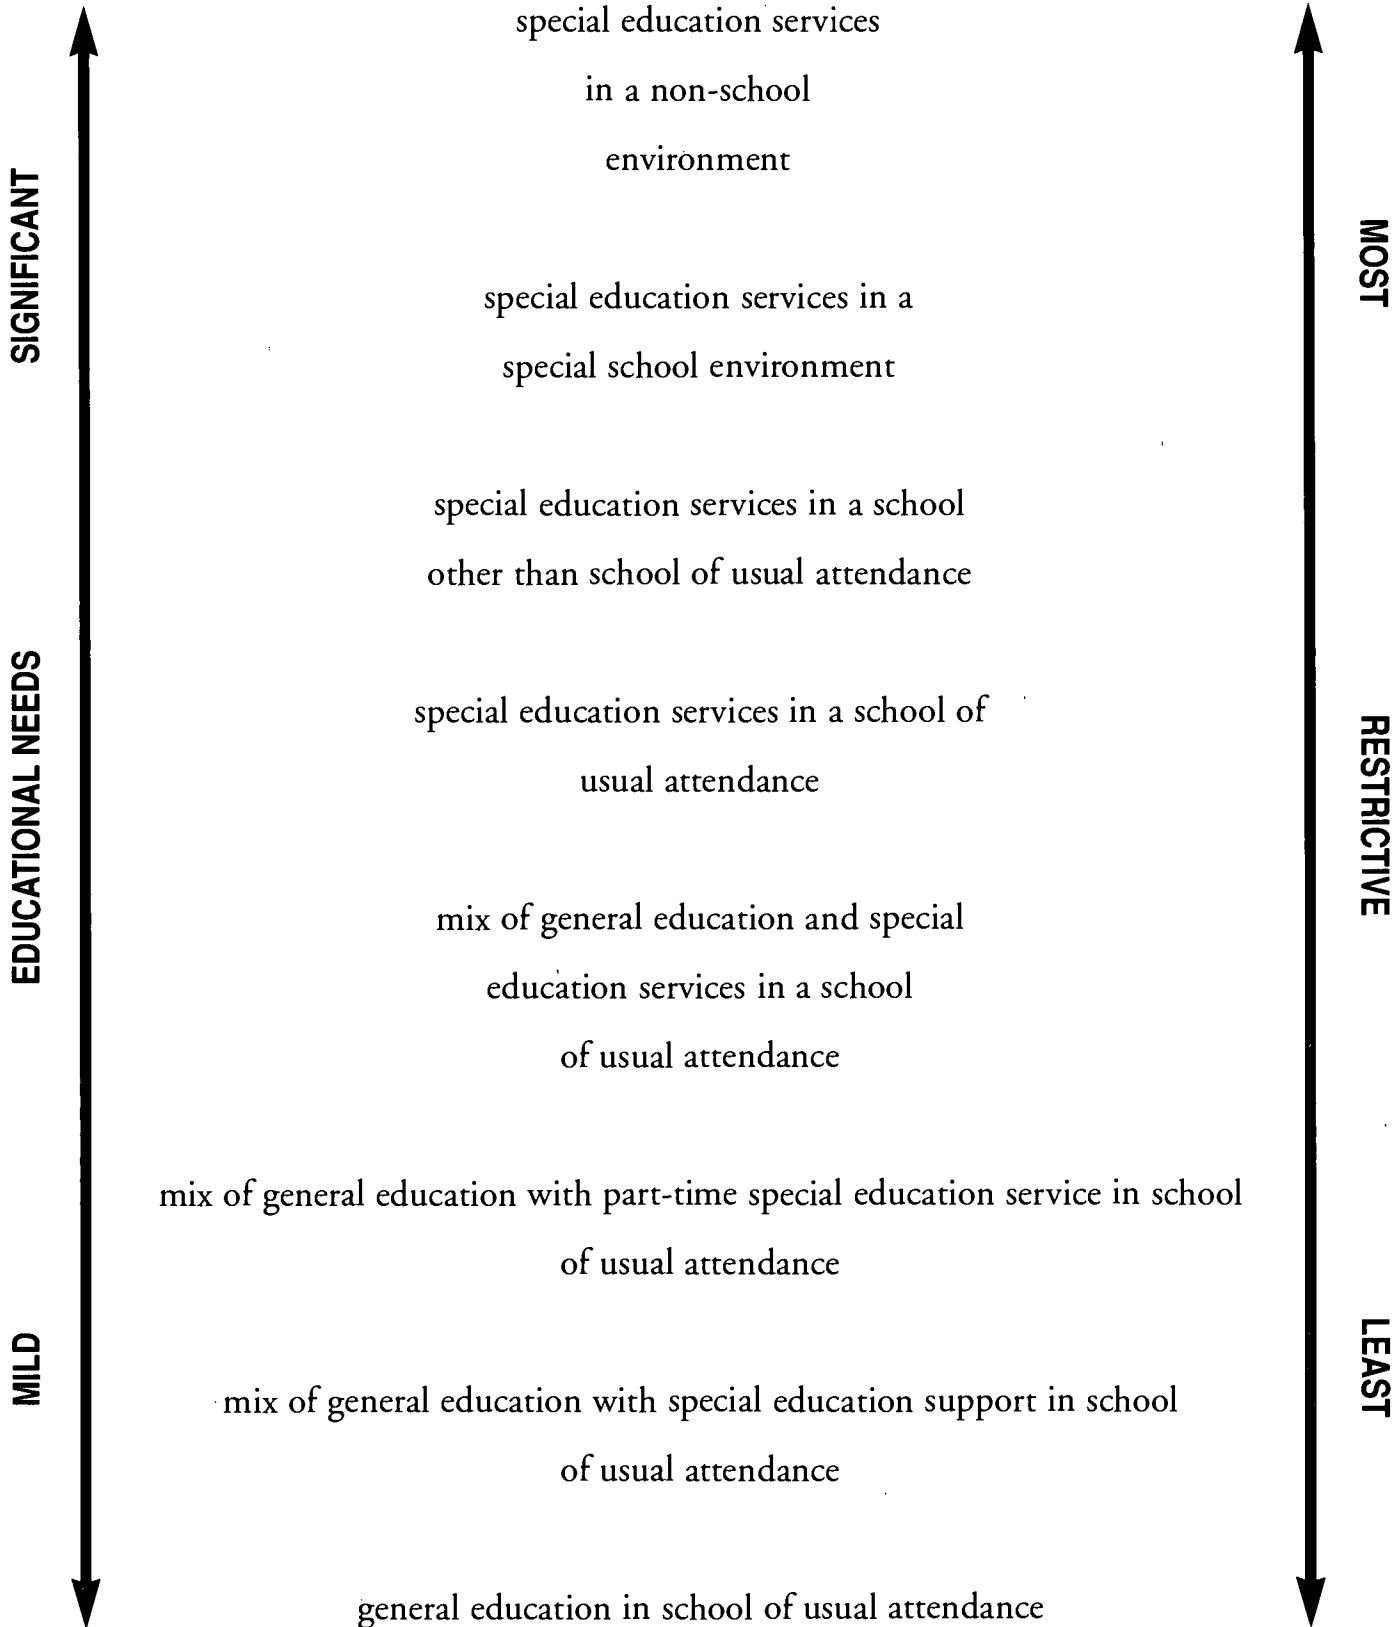 special education services
in a non-school
environment
SIGNIFICANT
MOST
special education services in a
special school environment
special education services in a school
other than school of usual attendance
EDUCATIONAL NEEDS
RESTRICTIVE
special education services in a school of
usual attendance
mix of general education and special
education services in a school
of usual attendance
mix of general education with part-time special education service in school
of usual attendance
MILD
LEAST
mix of general education with special education support in school
of usual attendance
general education in school of usual attendance